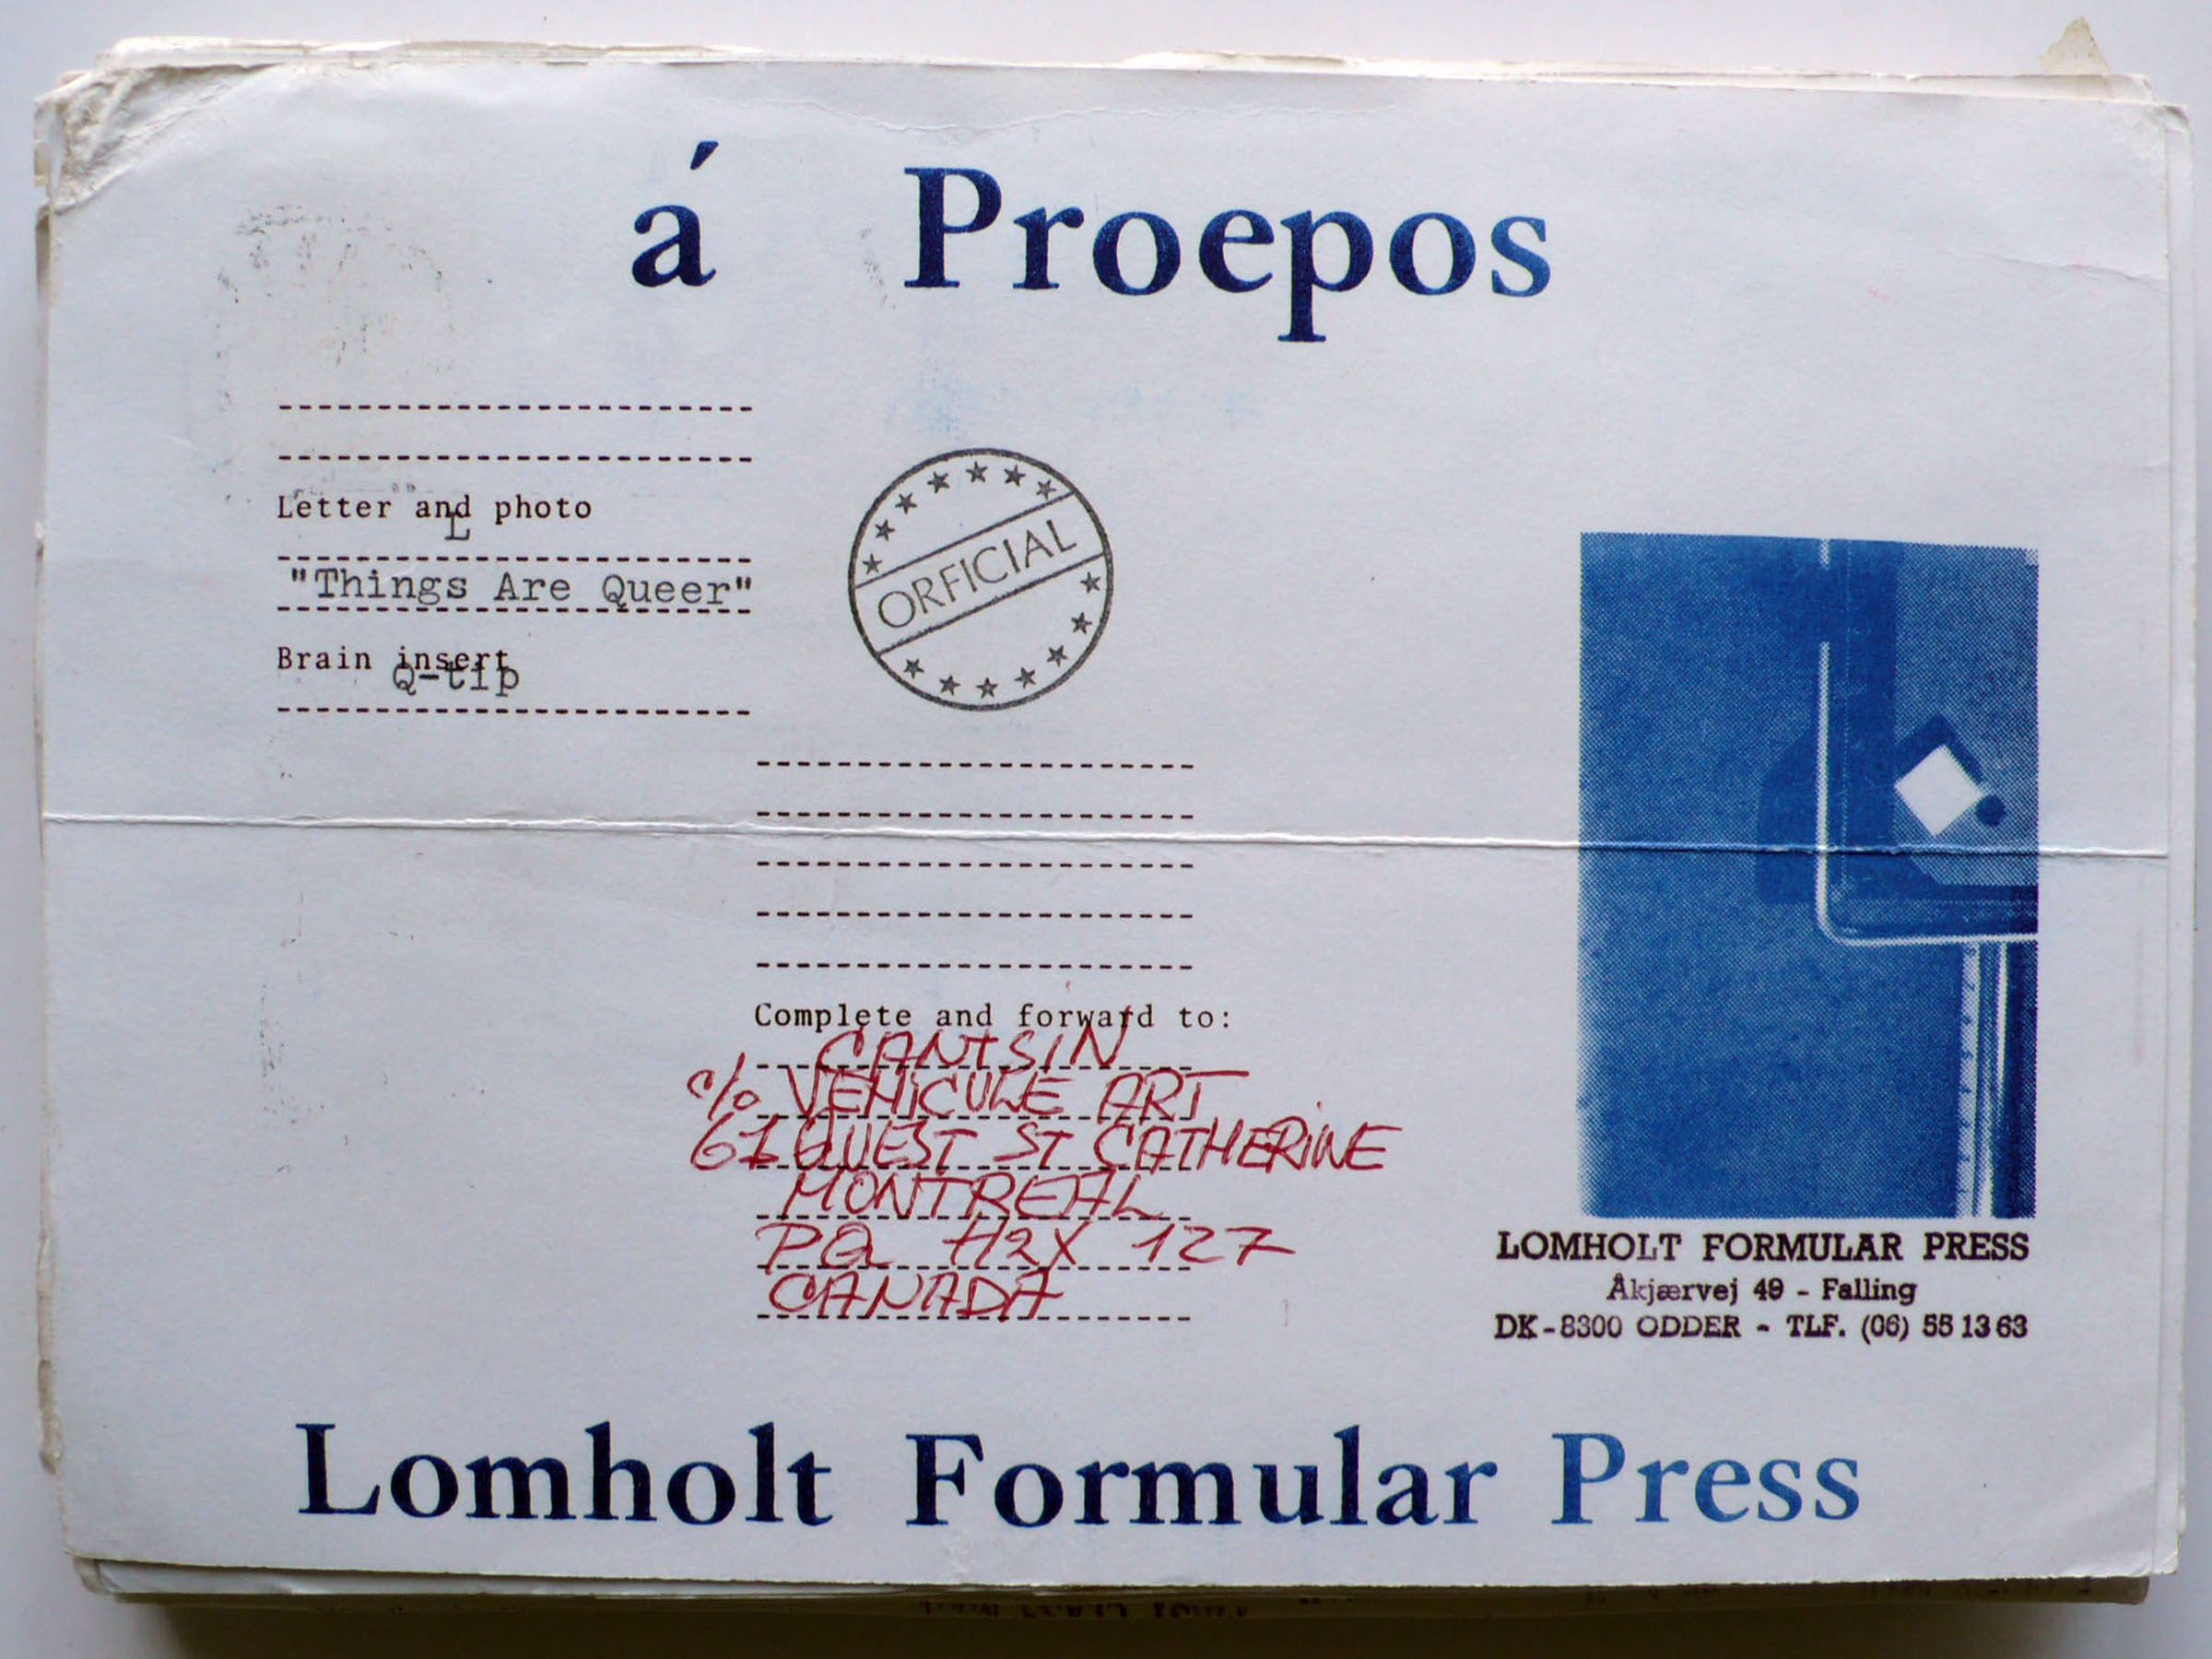 á Proepos
Letter and photo
L
"Things Are Queer"
Brain insert
Q-tip
ORFICIAL
Complete and forward to:
CANTSIN
c/o VEHICULE ART
61 OUEST ST CATHERINE
MONTREAL
PQ H2X 1Z7
CANADA
LOMHOLT FORMULAR PRESS
Åkjærvej 49 - Falling
DK-8300 ODDER - TLF. (06) 55 13 63
Lomholt Formular Press